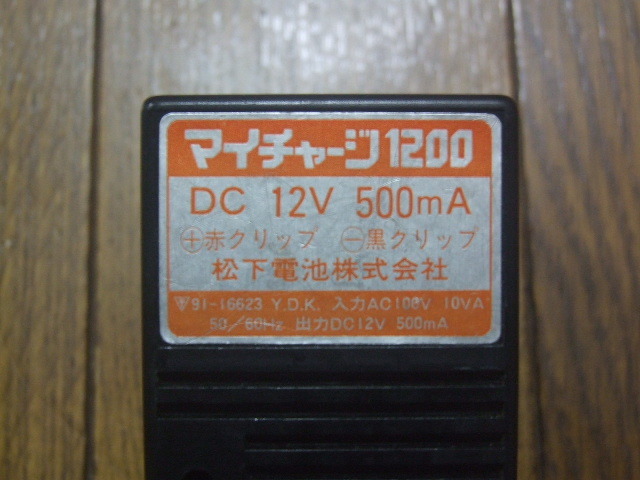 マイチャージ1200
DC 12V 500mA
⊕赤クリップ ⊖黒クリップ
松下電池株式会社
91-16623 Y.D.K. 入力AC100V 10VA
50/60Hz 出力DC12V 500mA